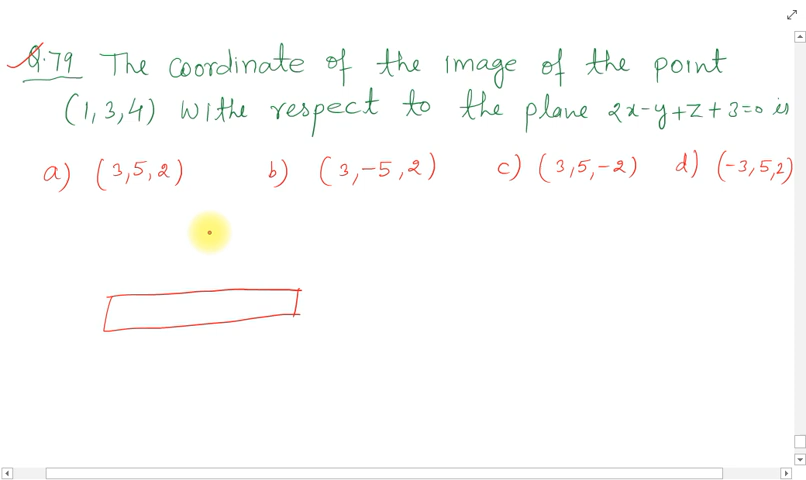 Q.79 The coordinate of the image of the point
(1,3,4) withe respect to the plane 2x-y+z+3=0 is
a) (3,5,2) b) (3,-5,2) c) (3,5,-2) d) (-3,5,2)